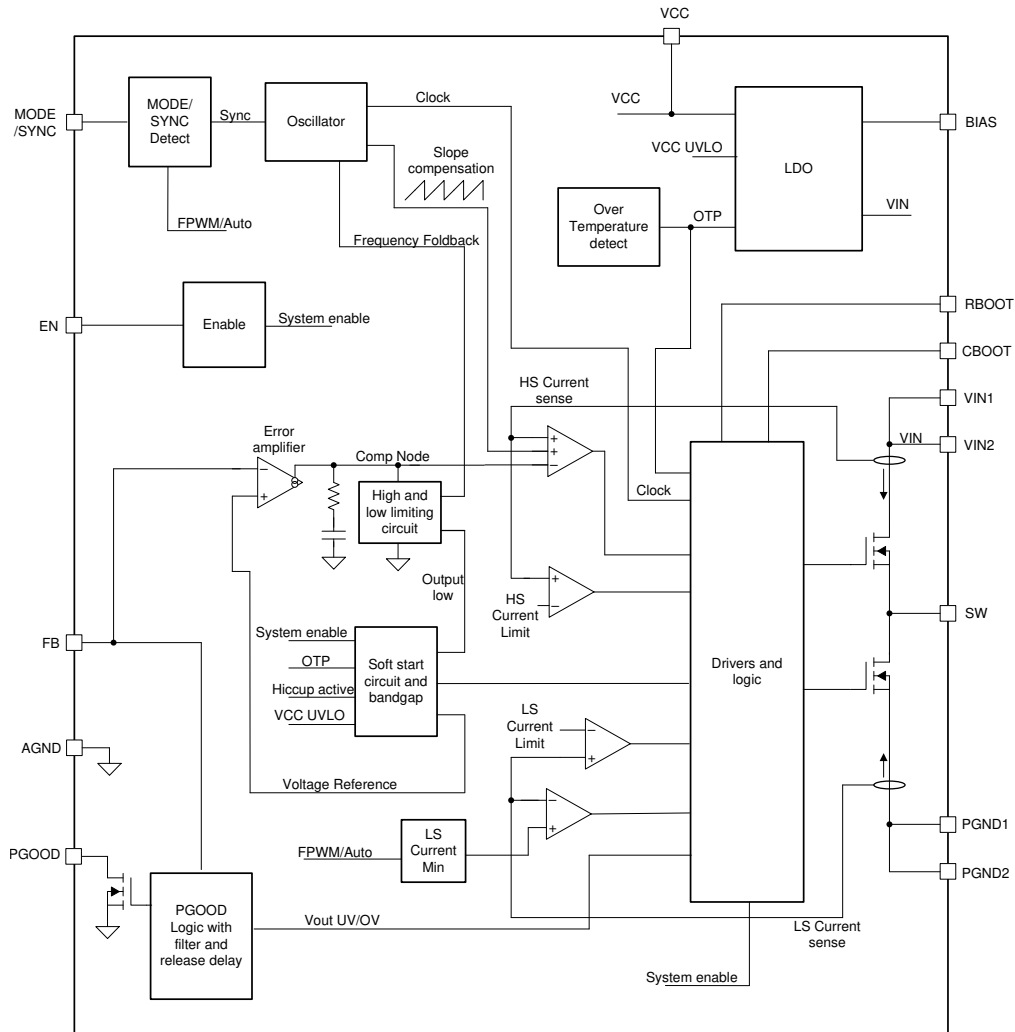 VCC
MODE
/SYNC
MODE/
SYNC
Detect
Sync
Oscillator
Clock
Slope
compensation
FPWM/Auto
Frequency Foldback
VCC
VCC UVLO
LDO
BIAS
VIN
Over
Temperature
detect
OTP
EN
Enable
System enable
RBOOT
CBOOT
HS Current
sense
VIN1
VIN
VIN2
Error
amplifier
Comp Node
−
+
+
+
−
High and
low limiting
circuit
Clock
Output
low
+
−
HS
Current
Limit
SW
FB
System enable
OTP
Hiccup active
VCC UVLO
Soft start
circuit and
bandgap
Drivers and
logic
LS
Current
Limit
−
+
AGND
Voltage Reference
−
+
PGOOD
FPWM/Auto
LS
Current
Min
PGND1
PGND2
PGOOD
Logic with
filter and
release delay
Vout UV/OV
LS Current
sense
System enable